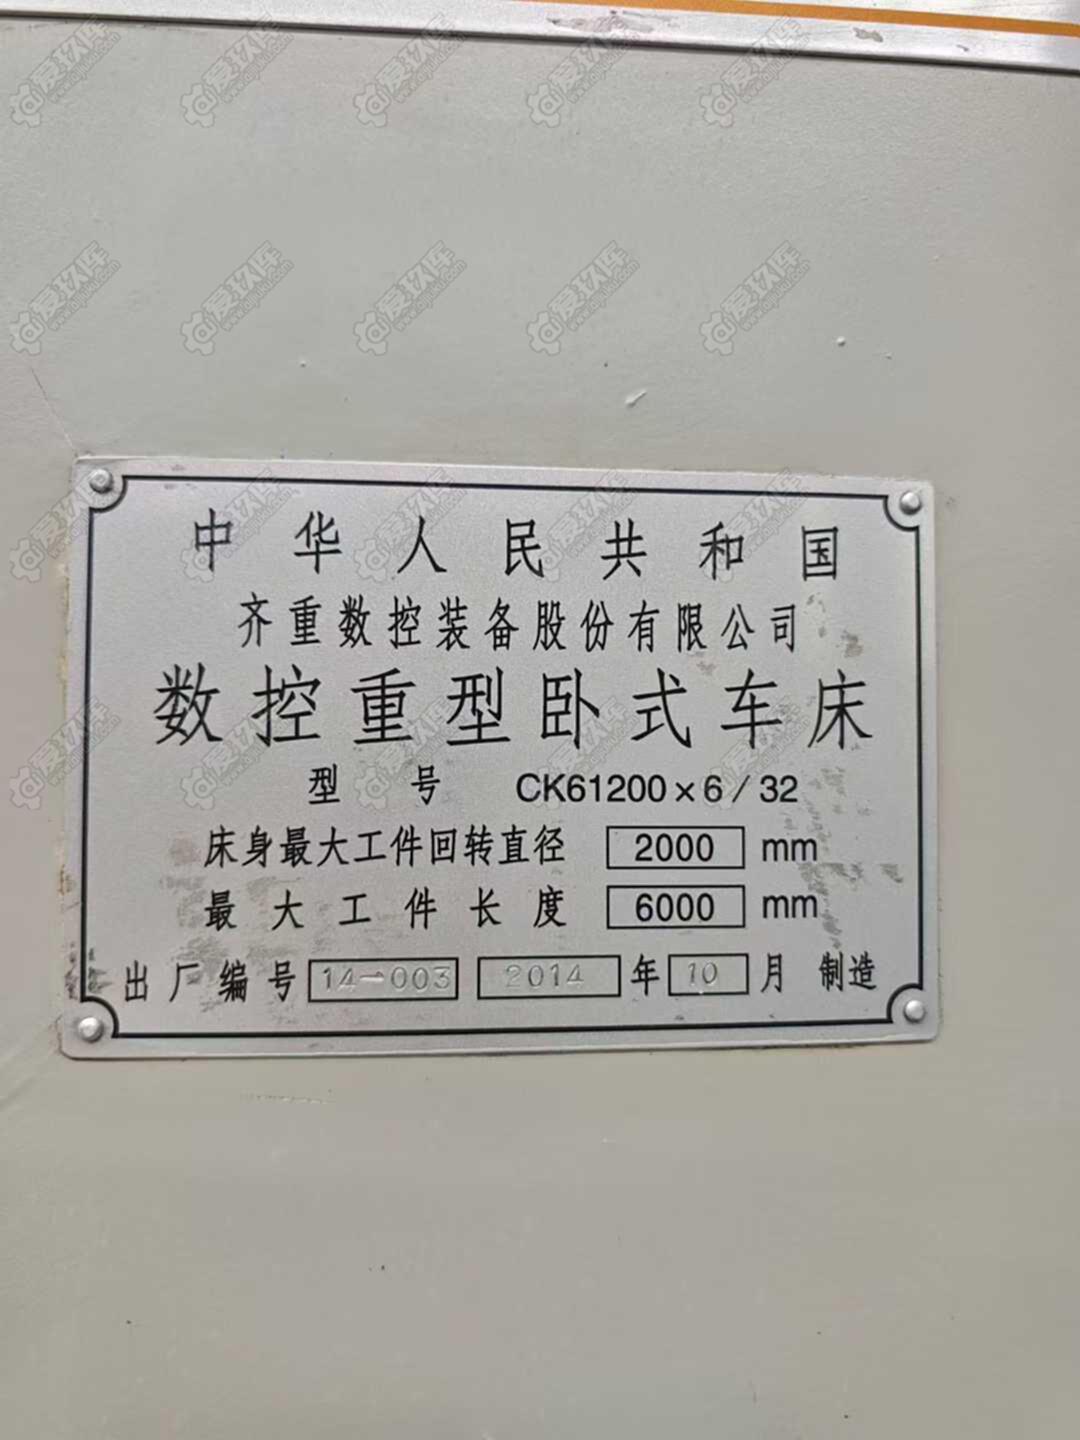 中华人民共和国
齐重数控装备股份有限公司
数控重型卧式车床
型号 CK61200×6/32
床身最大工件回转直径 2000 mm
最大工件长度 6000 mm
出厂编号 14-003 2014 年 10 月 制造